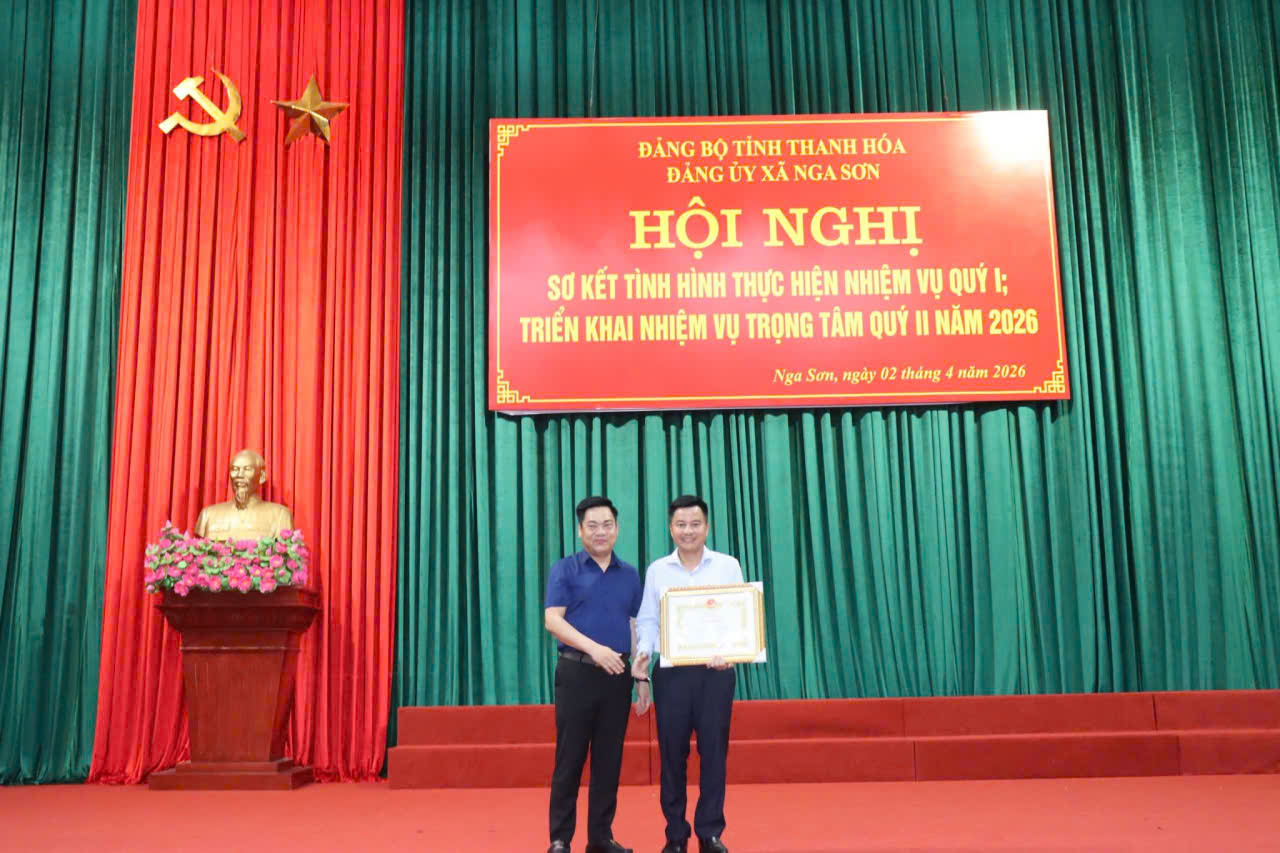 ĐẢNG BỘ TỈNH THANH HÓA
ĐẢNG ỦY XÃ NGA SƠN
HỘI NGHỊ
SƠ KẾT TÌNH HÌNH THỰC HIỆN NHIỆM VỤ QUÝ I;
TRIỂN KHAI NHIỆM VỤ TRỌNG TÂM QUÝ II NĂM 2026
Nga Sơn, ngày 02 tháng 4 năm 2026